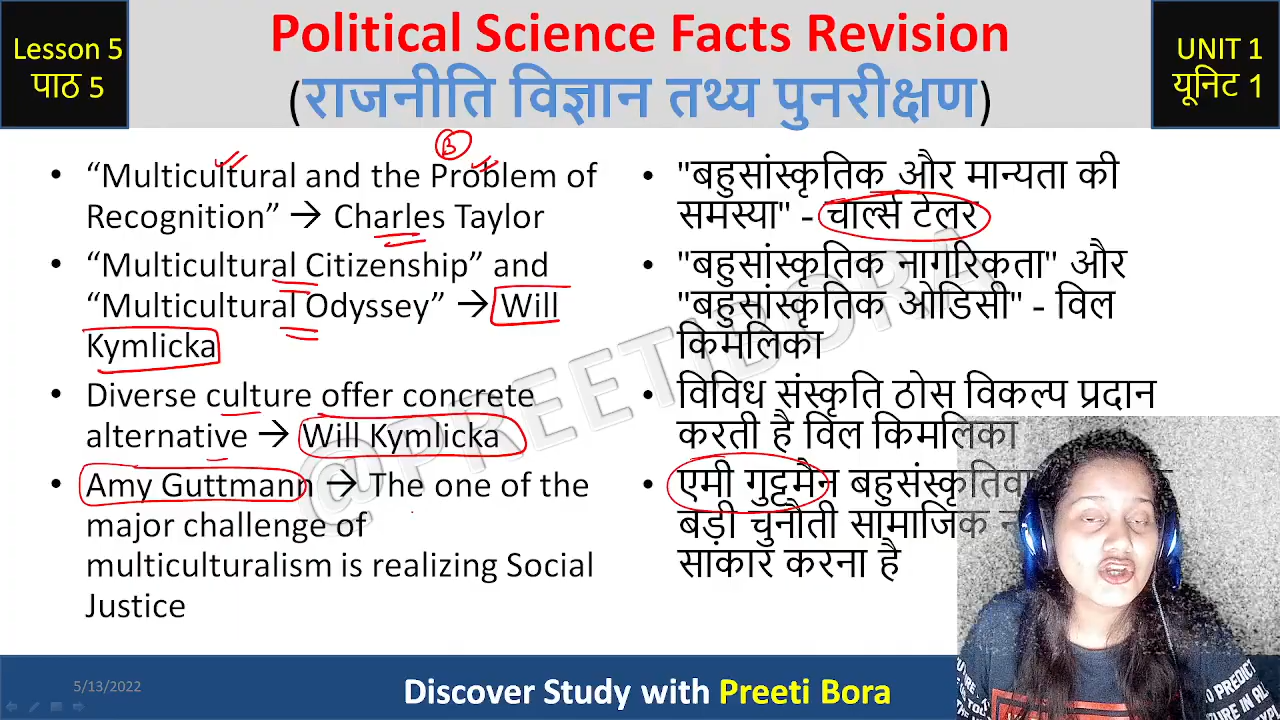 Lesson 5
पाठ 5
Political Science Facts Revision
(राजनीति विज्ञान तथ्य पुनरीक्षण)
UNIT 1
यूनिट 1
B
• “Multicultural and the Problem of
Recognition” → Charles Taylor
• “Multicultural Citizenship” and
“Multicultural Odyssey” → Will
Kymlicka
• Diverse culture offer concrete
alternative → Will Kymlicka
• Amy Guttmann → The one of the
major challenge of
multiculturalism is realizing Social
Justice
• "बहुसांस्कृतिक और मान्यता की
समस्या" - चार्ल्स टेलर
• "बहुसांस्कृतिक नागरिकता" और
"बहुसांस्कृतिक ओडिसी" - विल
किमलिका
• विविध संस्कृति ठोस विकल्प प्रदान
करती है विल किमलिका
• एमी गुट्टमैन
बड़ी चुनौती सामाजिक
साकार करना है
@PREETIBORA
5/13/2022
Discover Study with Preeti Bora